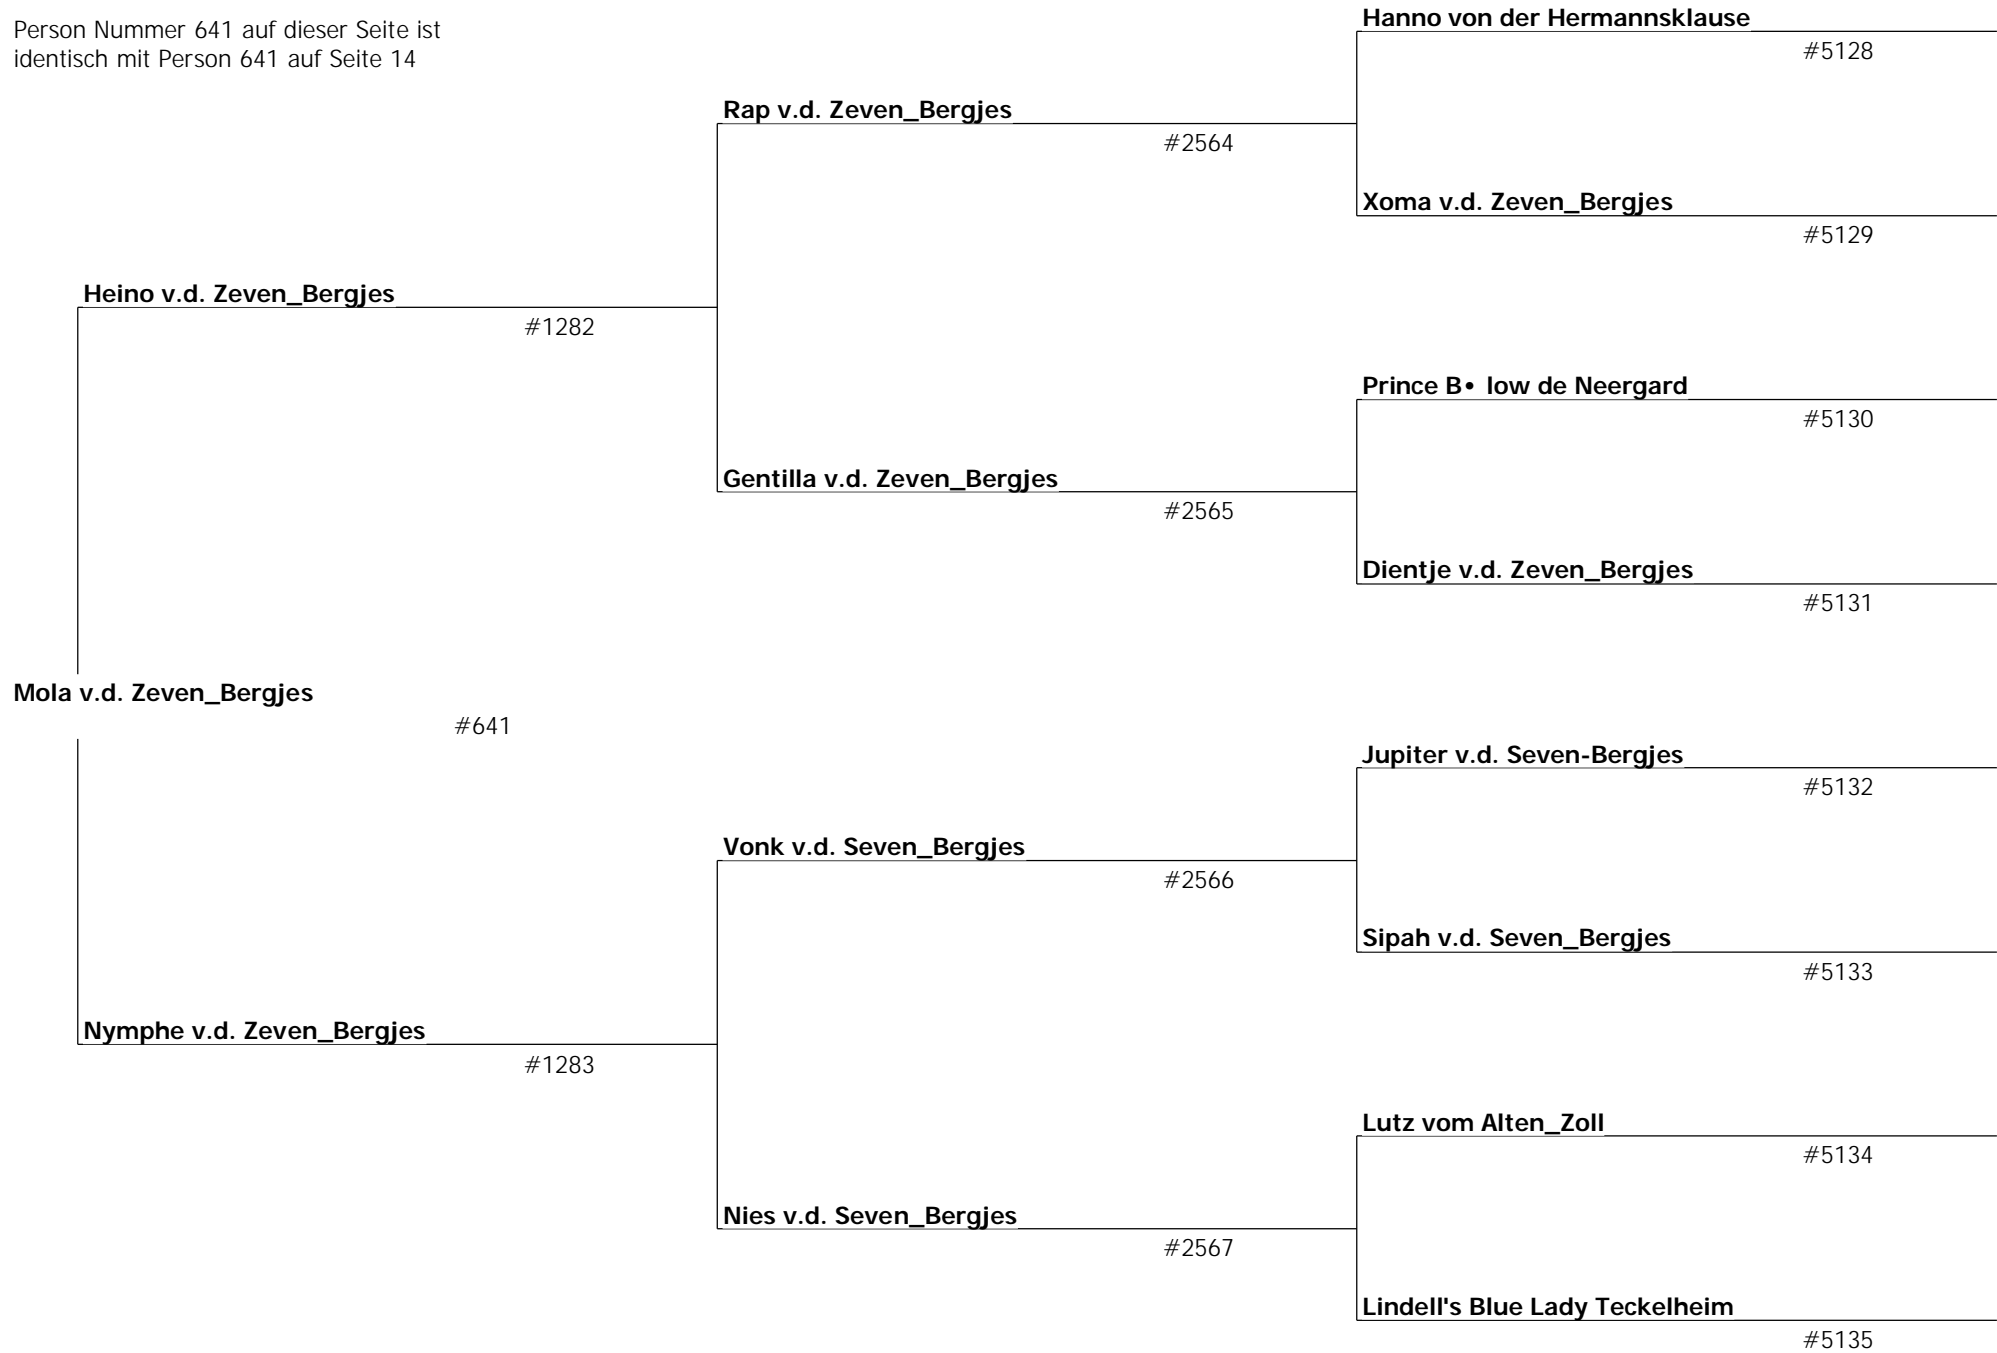 Person Nummer 641 auf dieser Seite ist
identisch mit Person 641 auf Seite 14
Hanno von der Hermannsklause
#5128
Rap v.d. Zeven_Bergjes
#2564
Xoma v.d. Zeven_Bergjes
#5129
Heino v.d. Zeven_Bergjes
#1282
Prince B• low de Neergard
#5130
Gentilla v.d. Zeven_Bergjes
#2565
Dientje v.d. Zeven_Bergjes
#5131
Mola v.d. Zeven_Bergjes
#641
Jupiter v.d. Seven-Bergjes
#5132
Vonk v.d. Seven_Bergjes
#2566
Sipah v.d. Seven_Bergjes
#5133
Nymphe v.d. Zeven_Bergjes
#1283
Lutz vom Alten_Zoll
#5134
Nies v.d. Seven_Bergjes
#2567
Lindell's Blue Lady Teckelheim
#5135